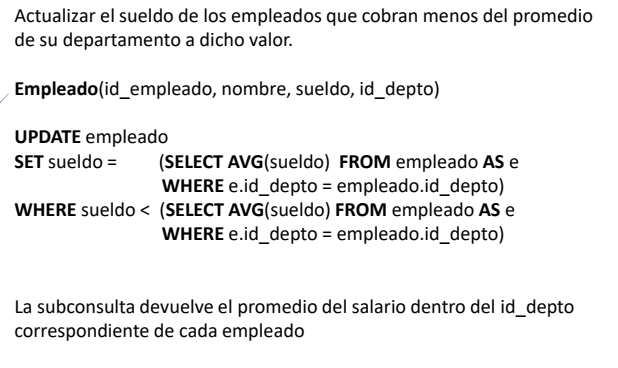 Actualizar el sueldo de los empleados que cobran menos del promedio
de su departamento a dicho valor.
Empleado(id_empleado, nombre, sueldo, id_depto)
UPDATE empleado
SET sueldo = (SELECT AVG(sueldo) FROM empleado AS e
WHERE e.id_depto = empleado.id_depto)
WHERE sueldo < (SELECT AVG(sueldo) FROM empleado AS e
WHERE e.id_depto = empleado.id_depto)
La subconsulta devuelve el promedio del salario dentro del id_depto
correspondiente de cada empleado